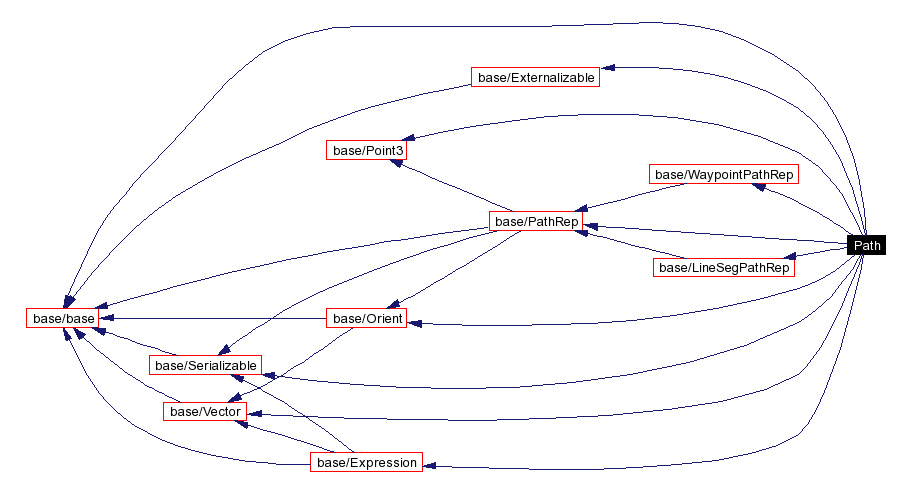 base/Externalizable
base/Point3
base/WaypointPathRep
base/PathRep
Path
base/LineSegPathRep
base/base
base/Orient
base/Serializable
base/Vector
base/Expression